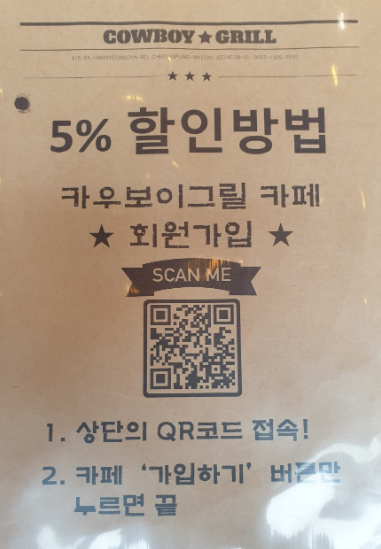 COWBOY★GRILL
★ ★ ★
5% 할인방법
카우보이그릴 카페
★ 회원가입 ★
SCAN ME
1. 상단의 QR코드 접속!
2. 카페 '가입하기' 버튼만
누르면 끝